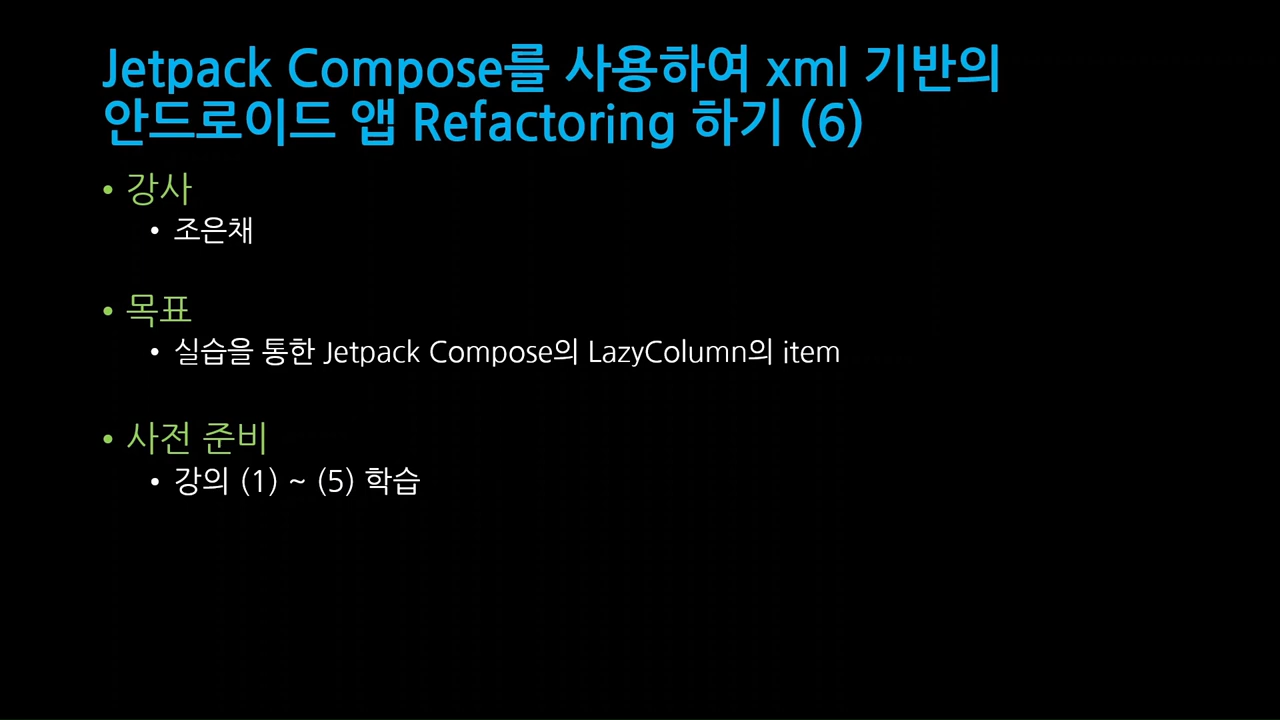 Jetpack Compose를 사용하여 xml 기반의
안드로이드 앱 Refactoring 하기 (6)
• 강사
• 조은채
• 목표
• 실습을 통한 Jetpack Compose의 LazyColumn의 item
• 사전 준비
• 강의 (1) ~ (5) 학습